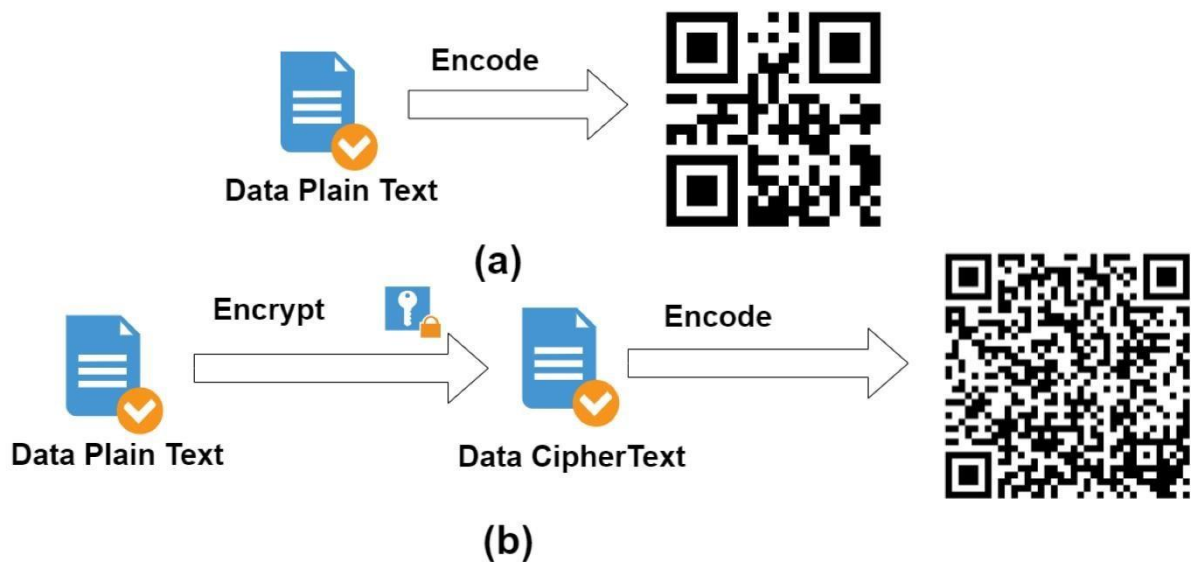 Encode
Data Plain Text
(a)
Encrypt
Encode
Data Plain Text
Data CipherText
(b)